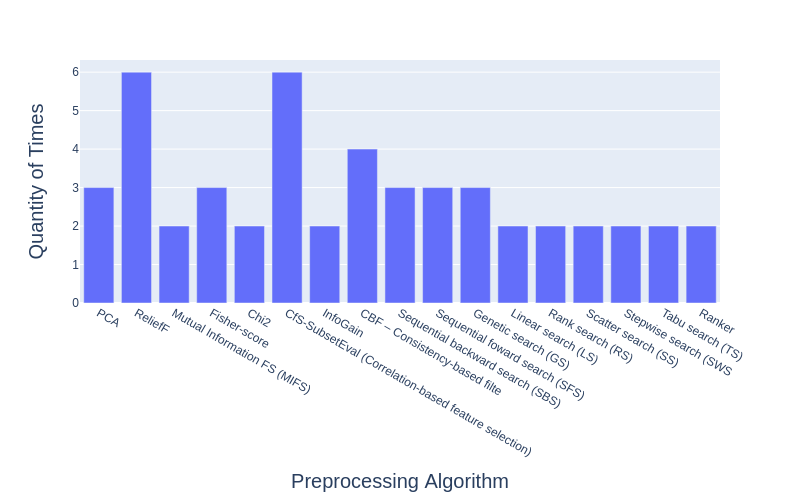 Quantity of Times
6
5
4
3
2
1
0
PCA
ReliefF
Mutual Information FS (MIFS)
Fisher-score
Chi2
CfS-SubsetEval (Correlation-based feature selection)
InfoGain
CBF – Consistency-based filte
Sequential backward search (SBS)
Sequential foward search (SFS)
Genetic search (GS)
Linear search (LS)
Rank search (RS)
Scatter search (SS)
Stepwise search (SWS
Tabu search (TS)
Ranker
Preprocessing Algorithm